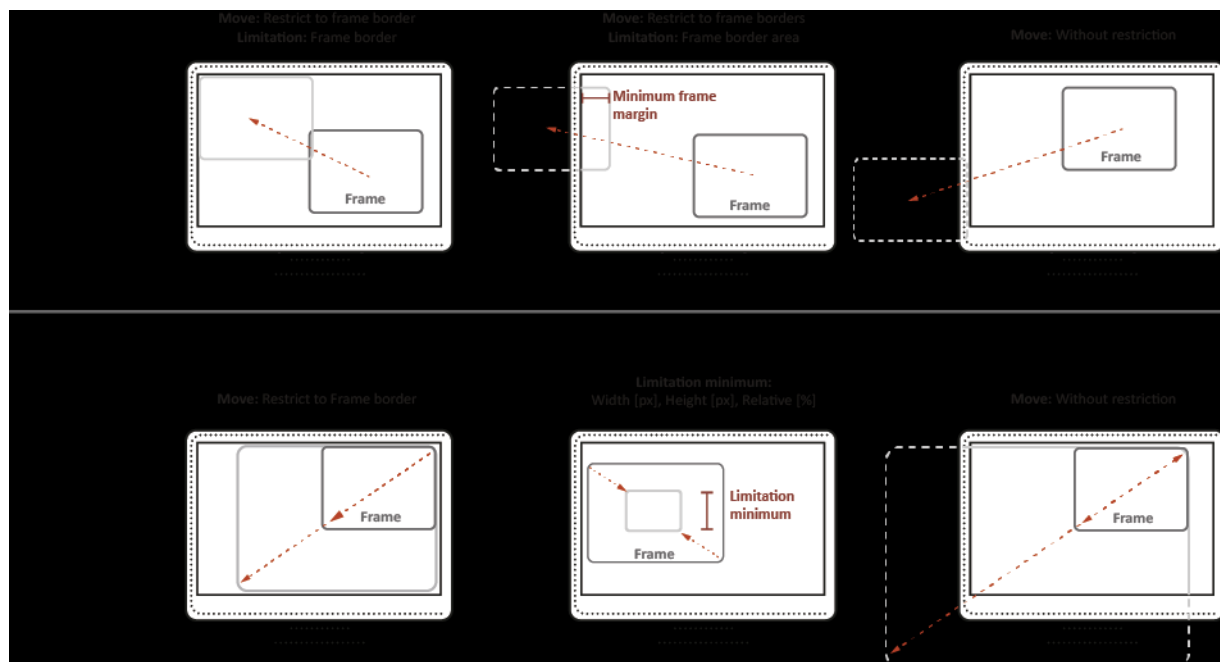 Move: Restrict to frame border
Limitation: Frame border
Move: Restrict to frame borders
Limitation: Frame border area
Move: Without restriction
Minimum frame
margin
Frame
Frame
Frame
Move: Restrict to Frame border
Limitation minimum:
Width [px], Height [px], Relative [%]
Move: Without restriction
Frame
Limitation
minimum
Frame
Frame